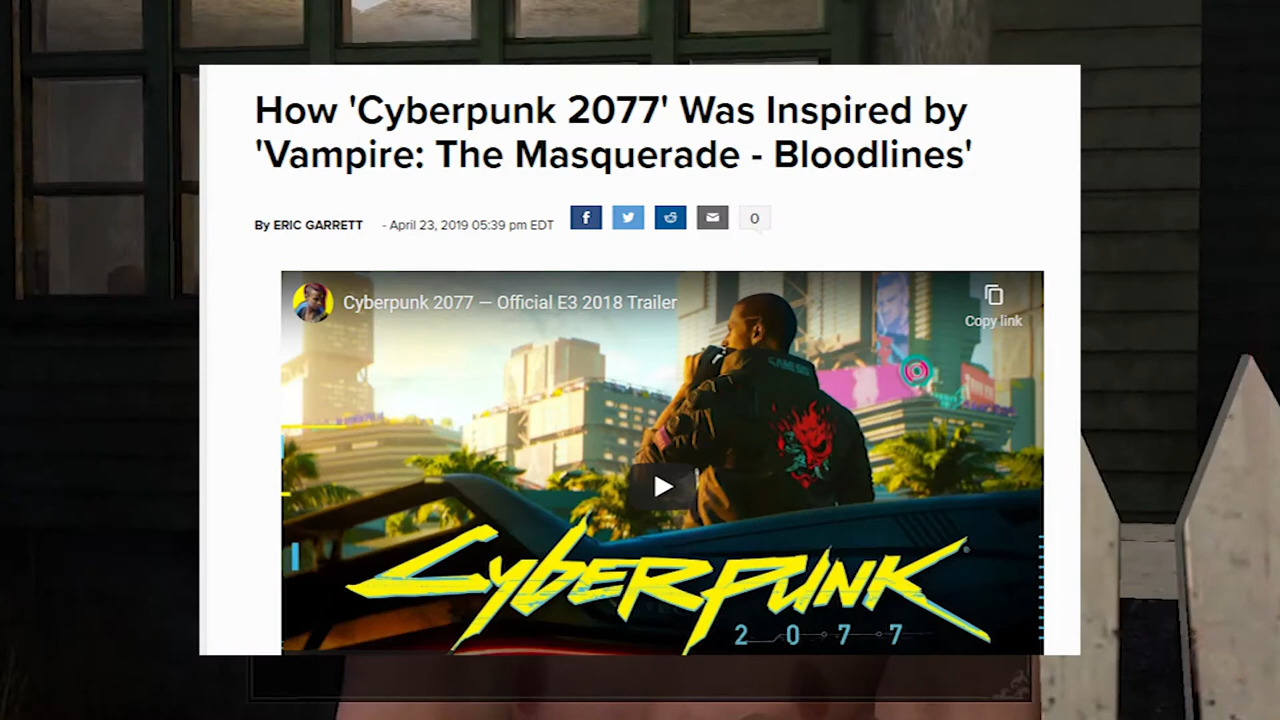 How 'Cyberpunk 2077' Was Inspired by
'Vampire: The Masquerade - Bloodlines'
By ERIC GARRETT - April 23, 2019 05:39 pm EDT
f
0
Cyberpunk 2077 — Official E3 2018 Trailer
Copy link
SAMURAI
CYBERPUNK
2077